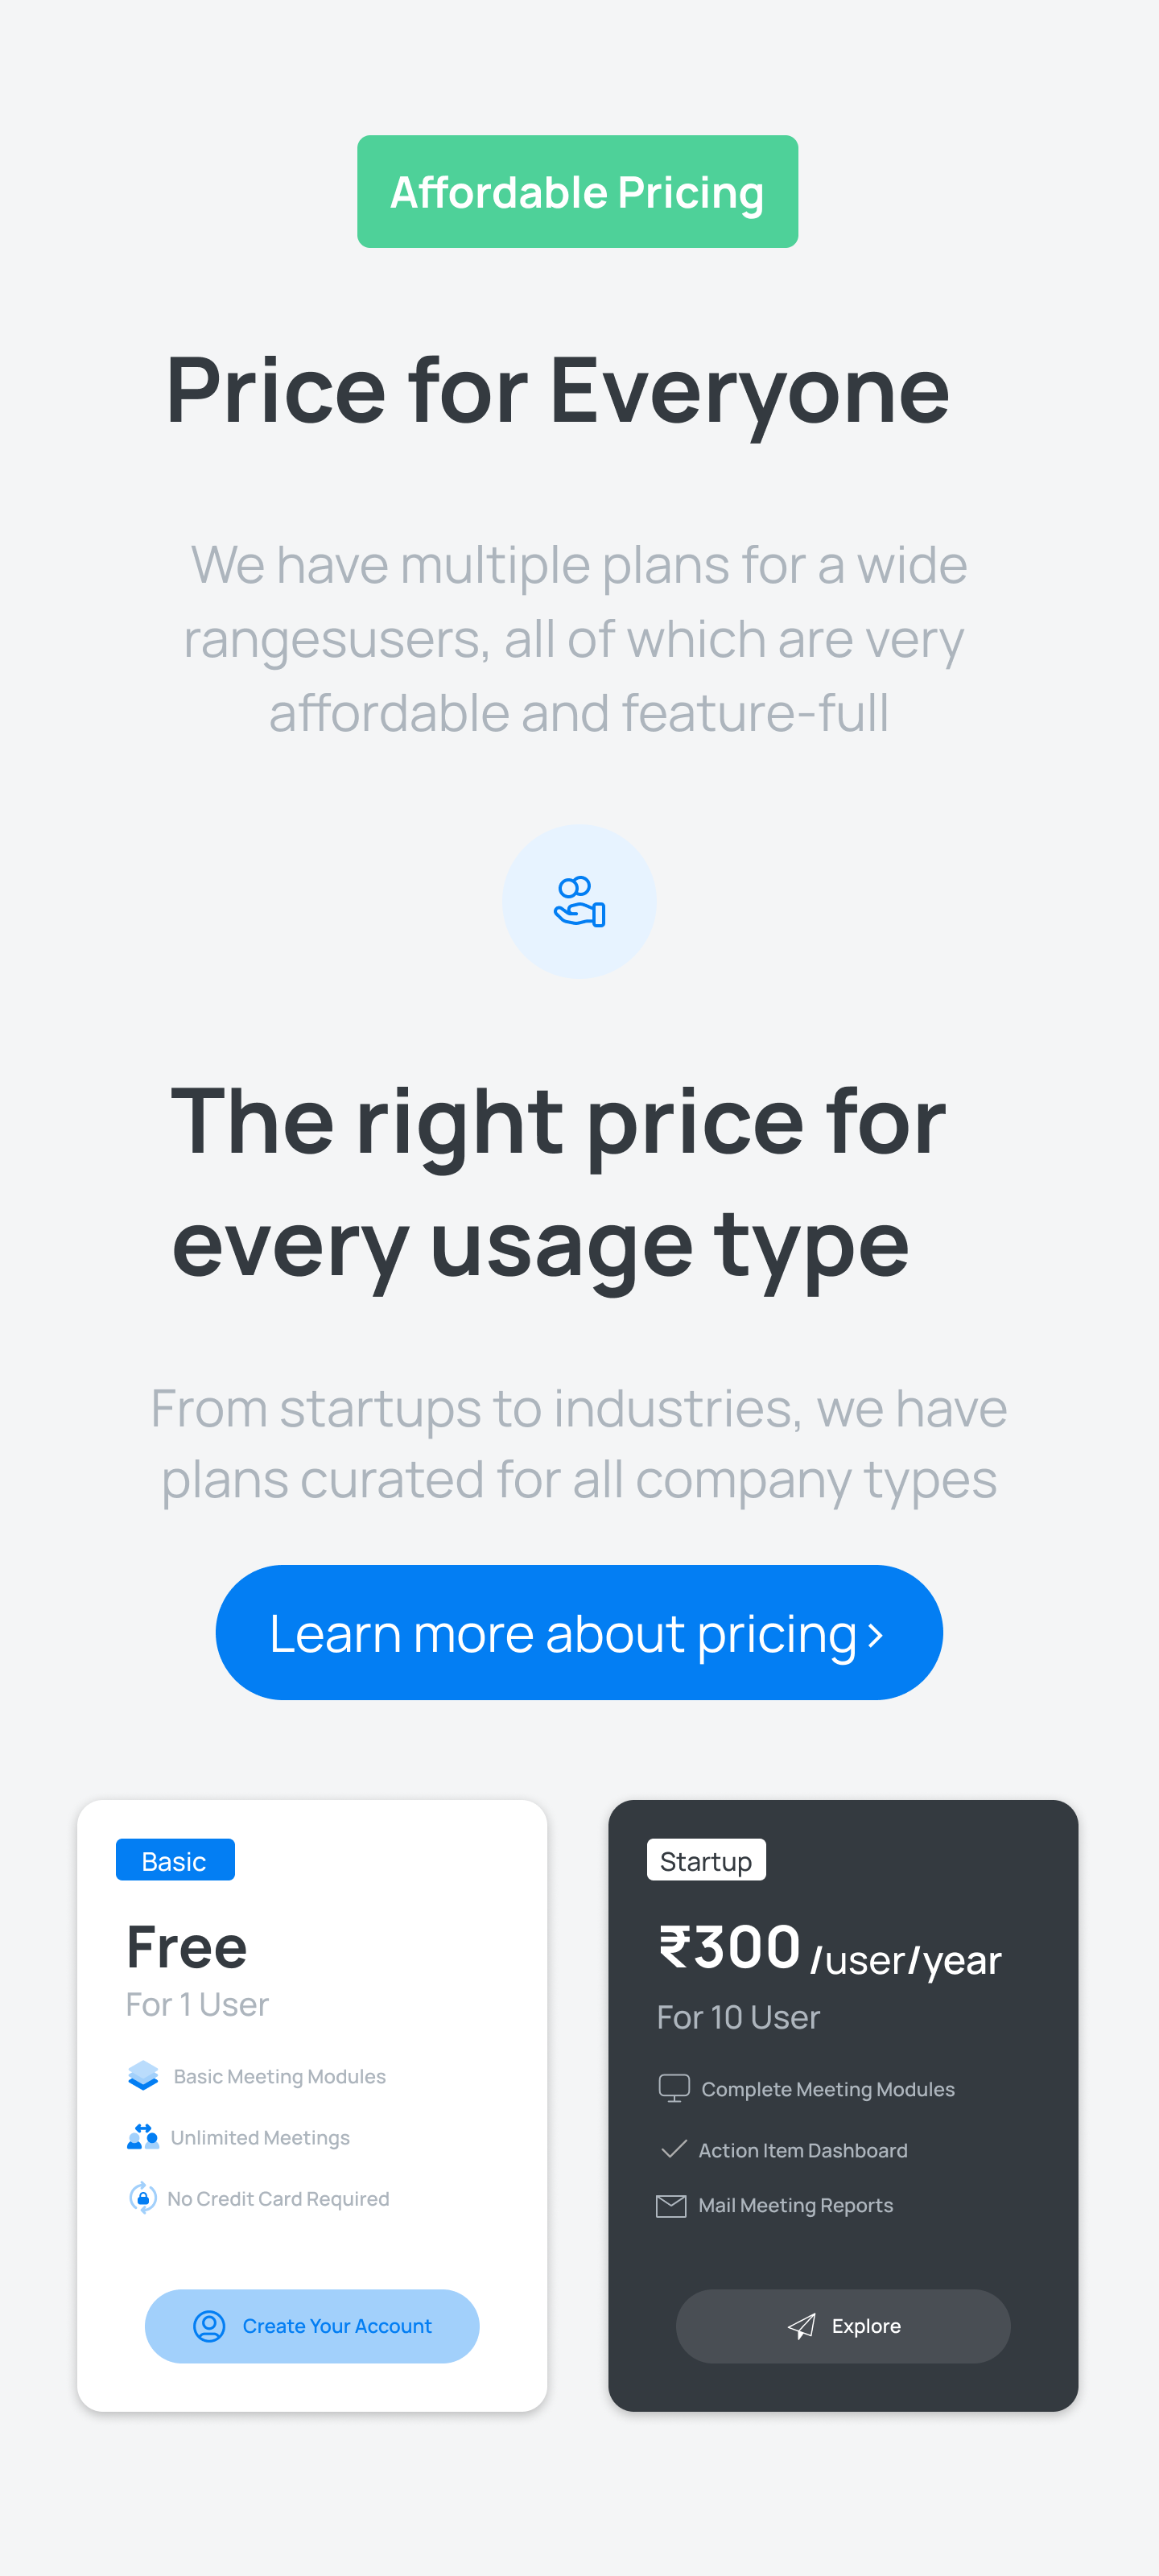 Affordable Pricing
Price for Everyone
We have multiple plans for a wide
rangesusers, all of which are very
affordable and feature-full
The right price for
every usage type
From startups to industries, we have
plans curated for all company types
Learn more about pricing >
Basic
Free
For 1 User
Basic Meeting Modules
Unlimited Meetings
No Credit Card Required
Create Your Account
Startup
₹300 /user/year
For 10 User
Complete Meeting Modules
Action Item Dashboard
Mail Meeting Reports
Explore